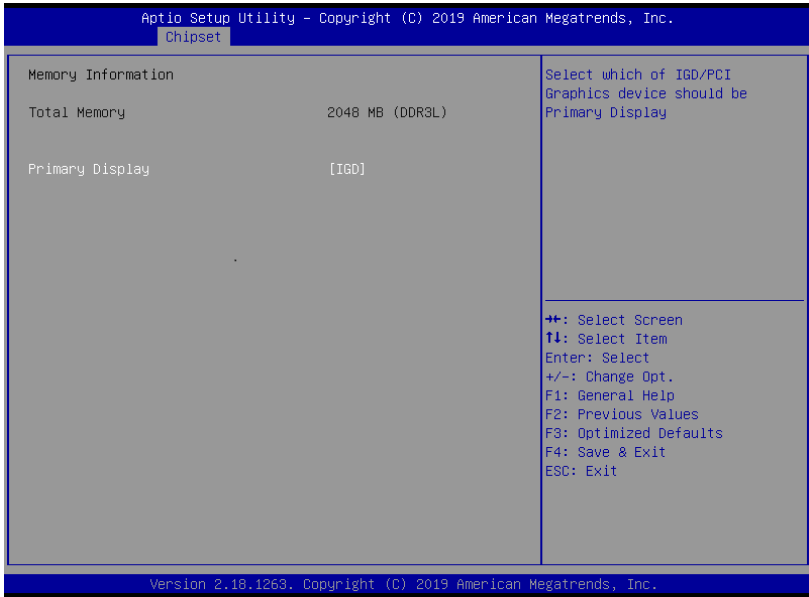 Aptio Setup Utility – Copyright (C) 2019 American Megatrends, Inc.
Chipset
Memory Information
Total Memory 2048 MB (DDR3L)
Primary Display [IGD]
Select which of IGD/PCI
Graphics device should be
Primary Display
→←: Select Screen
↑↓: Select Item
Enter: Select
+/-: Change Opt.
F1: General Help
F2: Previous Values
F3: Optimized Defaults
F4: Save & Exit
ESC: Exit
Version 2.18.1263. Copyright (C) 2019 American Megatrends, Inc.